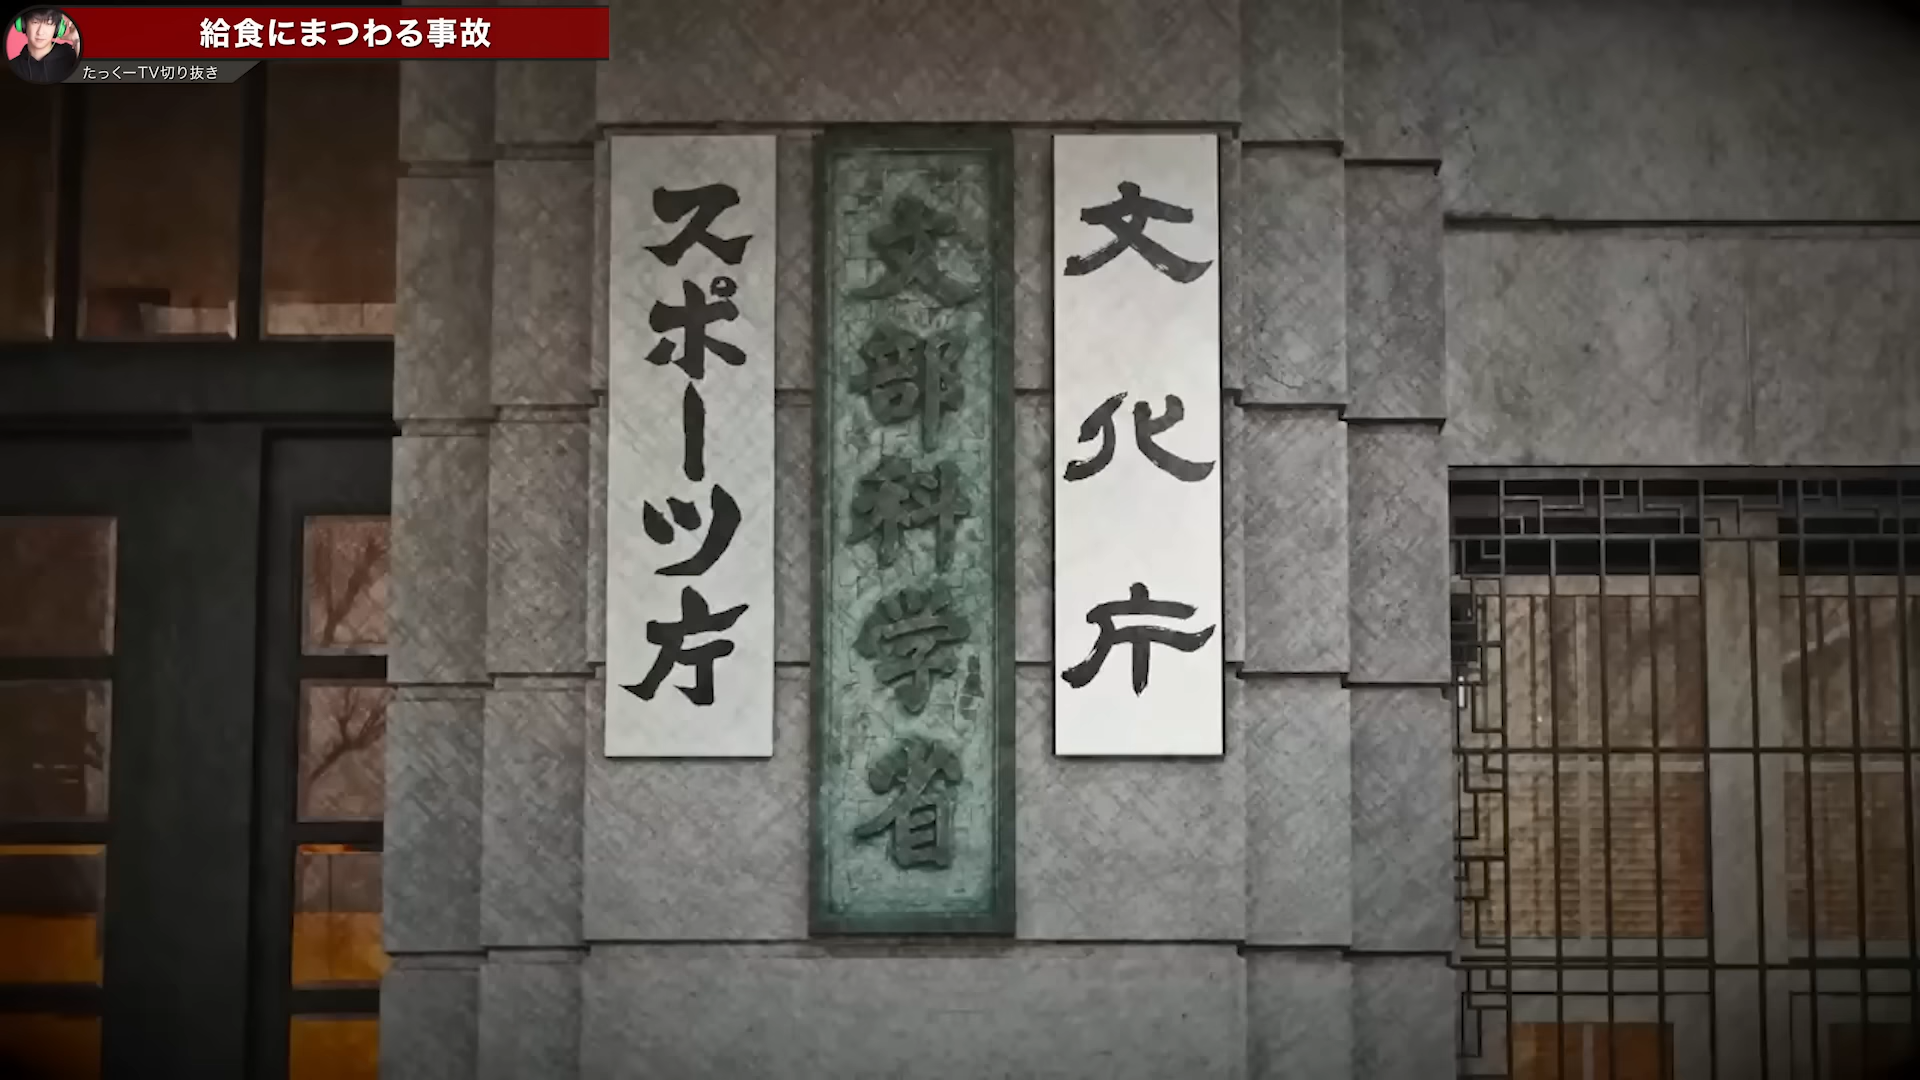 給食にまつわる事故
たっくーTV切り抜き
文化庁
文部科学省
スポーツ庁